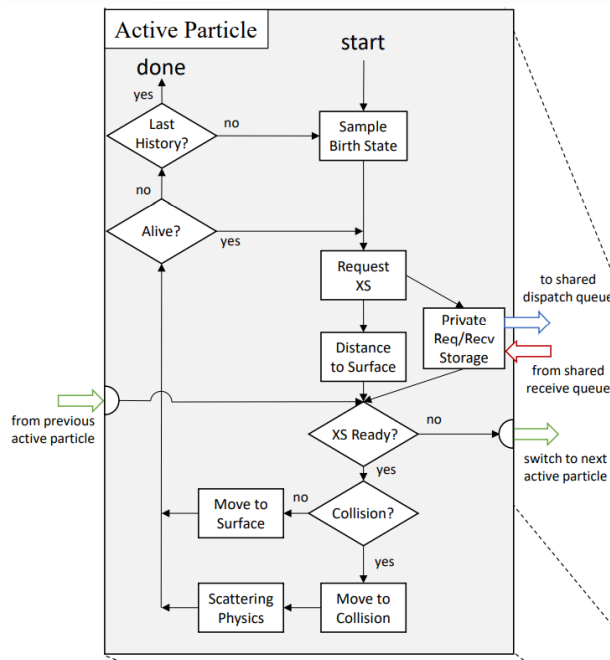 Active Particle
start
done
yes
Last
History?
no
Sample
Birth State
no
Alive?
yes
Request
XS
to shared
dispatch queue
Private
Req/Recv
Storage
Distance
to Surface
from shared
receive queue
from previous
active particle
XS Ready?
no
switch to next
active particle
yes
Move to
Surface
no
Collision?
yes
Scattering
Physics
Move to
Collision